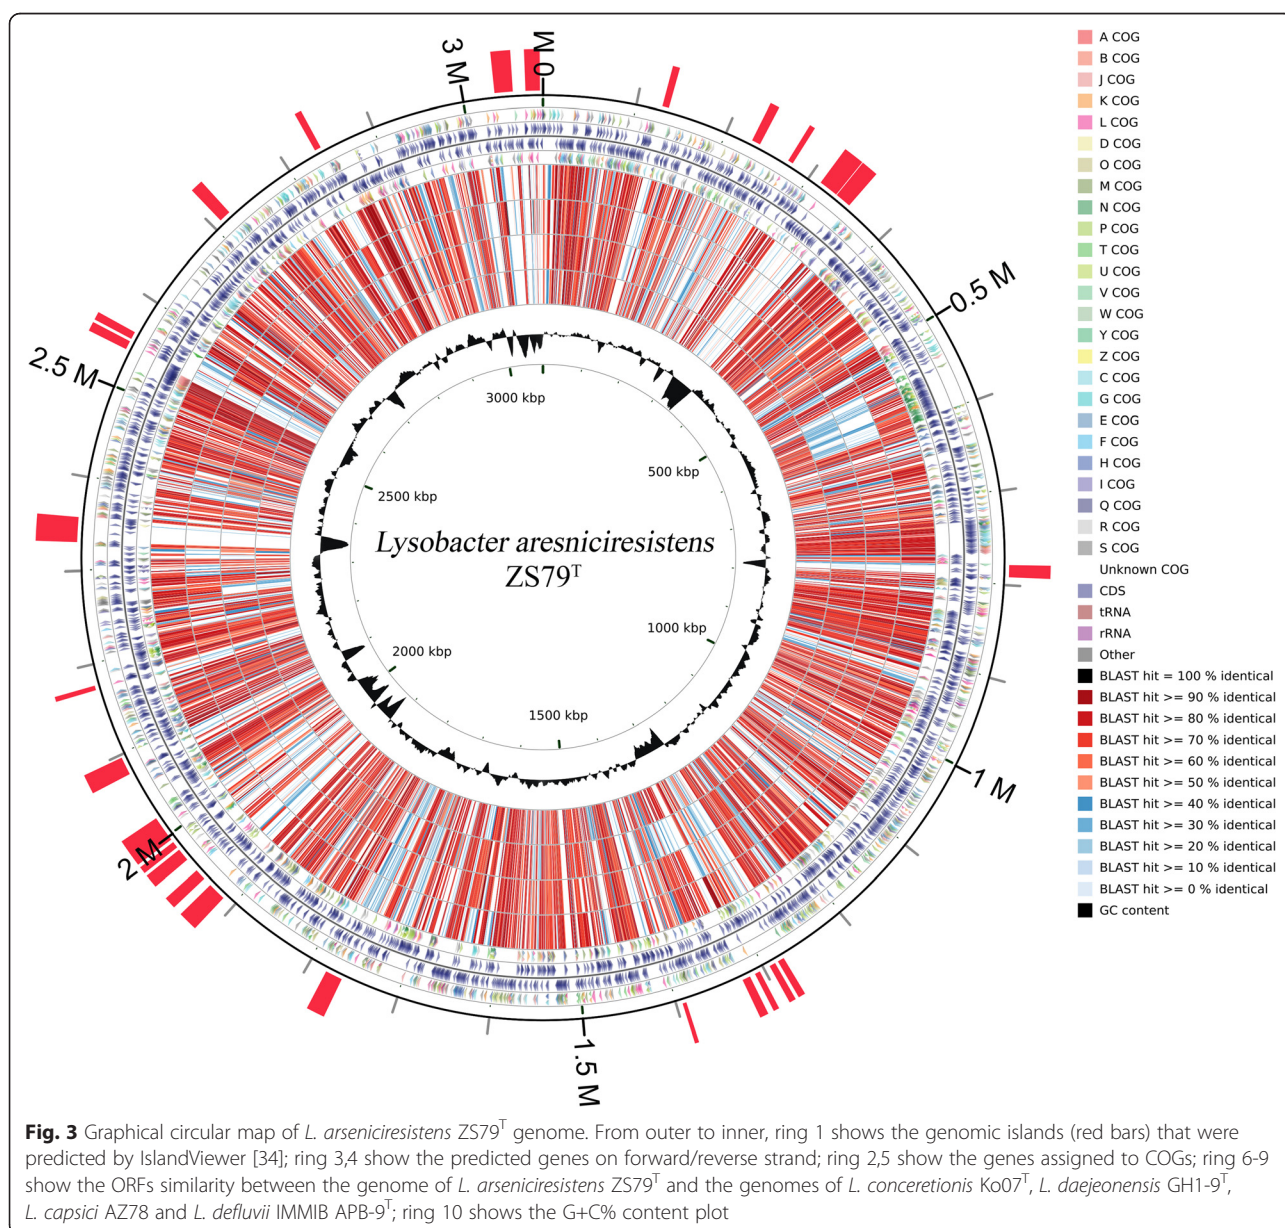 0 M
0.5 M
1 M
1.5 M
2 M
2.5 M
3 M
3000 kbp
500 kbp
1000 kbp
1500 kbp
2000 kbp
2500 kbp
Lysobacter aresniciresistens
ZS79T
A COG
B COG
J COG
K COG
L COG
D COG
O COG
M COG
N COG
P COG
T COG
U COG
V COG
W COG
Y COG
Z COG
C COG
G COG
E COG
F COG
H COG
I COG
Q COG
R COG
S COG
Unknown COG
CDS
tRNA
rRNA
Other
BLAST hit = 100 % identical
BLAST hit >= 90 % identical
BLAST hit >= 80 % identical
BLAST hit >= 70 % identical
BLAST hit >= 60 % identical
BLAST hit >= 50 % identical
BLAST hit >= 40 % identical
BLAST hit >= 30 % identical
BLAST hit >= 20 % identical
BLAST hit >= 10 % identical
BLAST hit >= 0 % identical
GC content
Fig. 3 Graphical circular map of L. arseniciresistens ZS79T genome. From outer to inner, ring 1 shows the genomic islands (red bars) that were
predicted by IslandViewer [34]; ring 3,4 show the predicted genes on forward/reverse strand; ring 2,5 show the genes assigned to COGs; ring 6-9
show the ORFs similarity between the genome of L. arseniciresistens ZS79T and the genomes of L. concretionis Ko07T, L. daejeonensis GH1-9T,
L. capsici AZ78 and L. defluvii IMMIB APB-9T; ring 10 shows the G+C% content plot